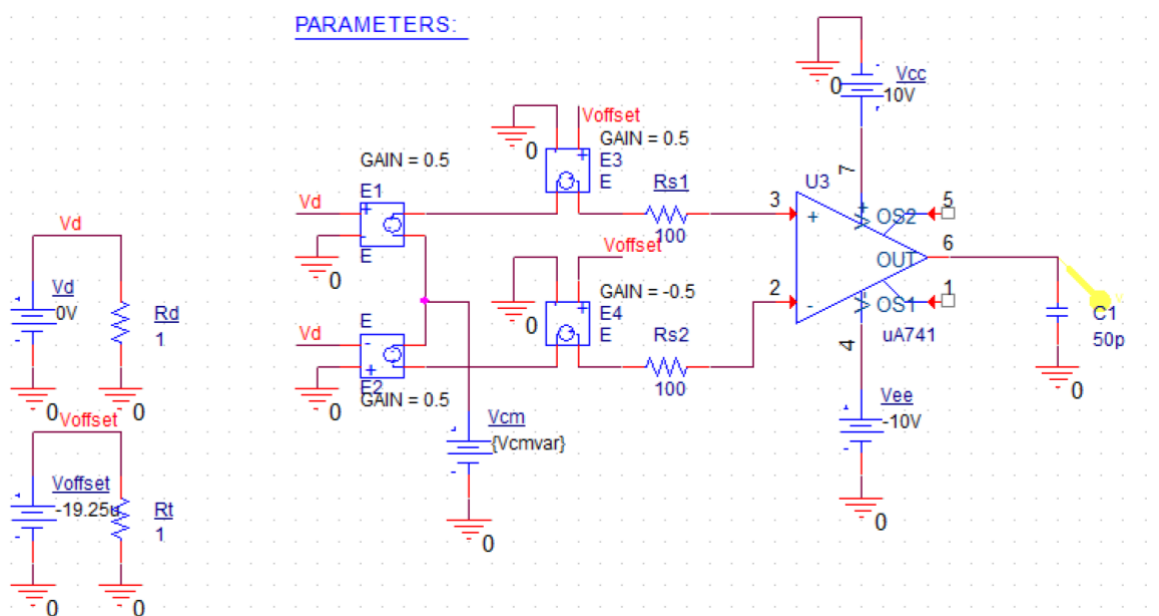 PARAMETERS:
Vcc
10V
0
Voffset
GAIN = 0.5
E3
E
0
GAIN = 0.5
E1
E
Vd
0
Rs1
100
7
U3
3
+
V+
OS2
5
6
OUT
2
-
V-
OS1
1
uA741
4
C1
50p
0
V
Voffset
GAIN = -0.5
E4
E
0
Rs2
100
Vd
Vd
0V
Rd
1
0
0
E
Vd
E2
GAIN = 0.5
0
Vcm
{Vcmvar}
0
Vee
-10V
0
Voffset
Voffset
-19.25u
Rt
1
0
0